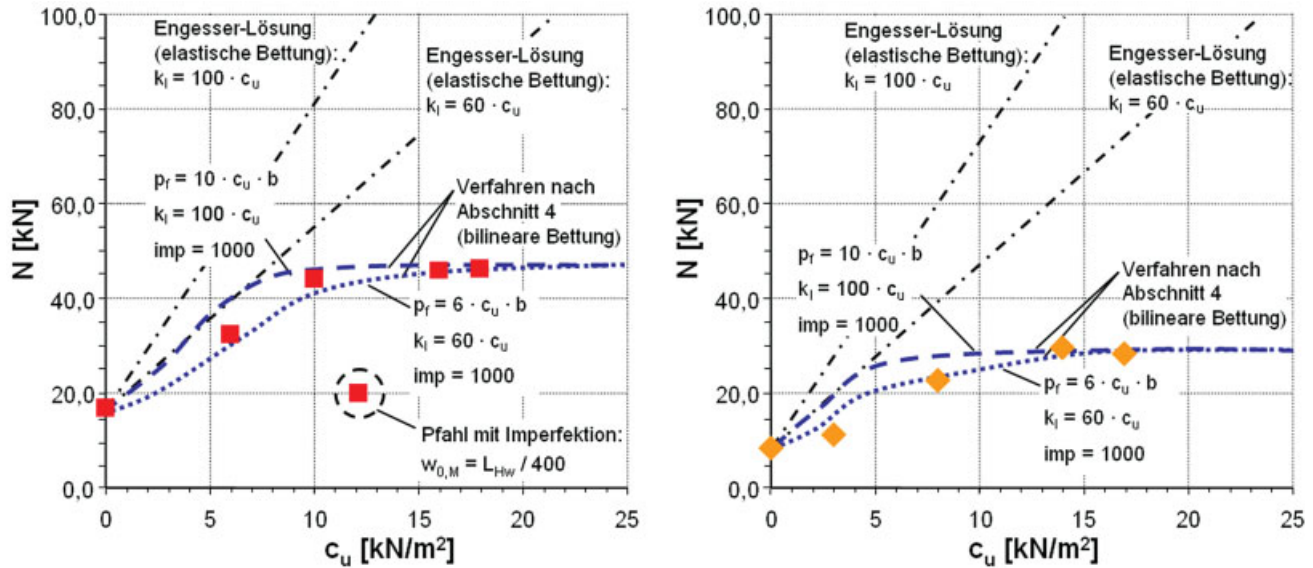 Engesser-Lösung
(elastische Bettung):
k_l = 100 · c_u
Engesser-Lösung
(elastische Bettung):
k_l = 60 · c_u
p_f = 10 · c_u · b
k_l = 100 · c_u
imp = 1000
Verfahren nach
Abschnitt 4
(bilineare Bettung)
p_f = 6 · c_u · b
k_l = 60 · c_u
imp = 1000
Pfahl mit Imperfektion:
w_{0,M} = L_{Hw} / 400
N [kN]
100,0
80,0
60,0
40,0
20,0
0,0
0 5 10 15 20 25
c_u [kN/m²]
Engesser-Lösung
(elastische Bettung):
k_l = 100 · c_u
Engesser-Lösung
(elastische Bettung):
k_l = 60 · c_u
p_f = 10 · c_u · b
k_l = 100 · c_u
imp = 1000
Verfahren nach
Abschnitt 4
(bilineare Bettung)
p_f = 6 · c_u · b
k_l = 60 · c_u
imp = 1000
N [kN]
100,0
80,0
60,0
40,0
20,0
0,0
0 5 10 15 20 25
c_u [kN/m²]